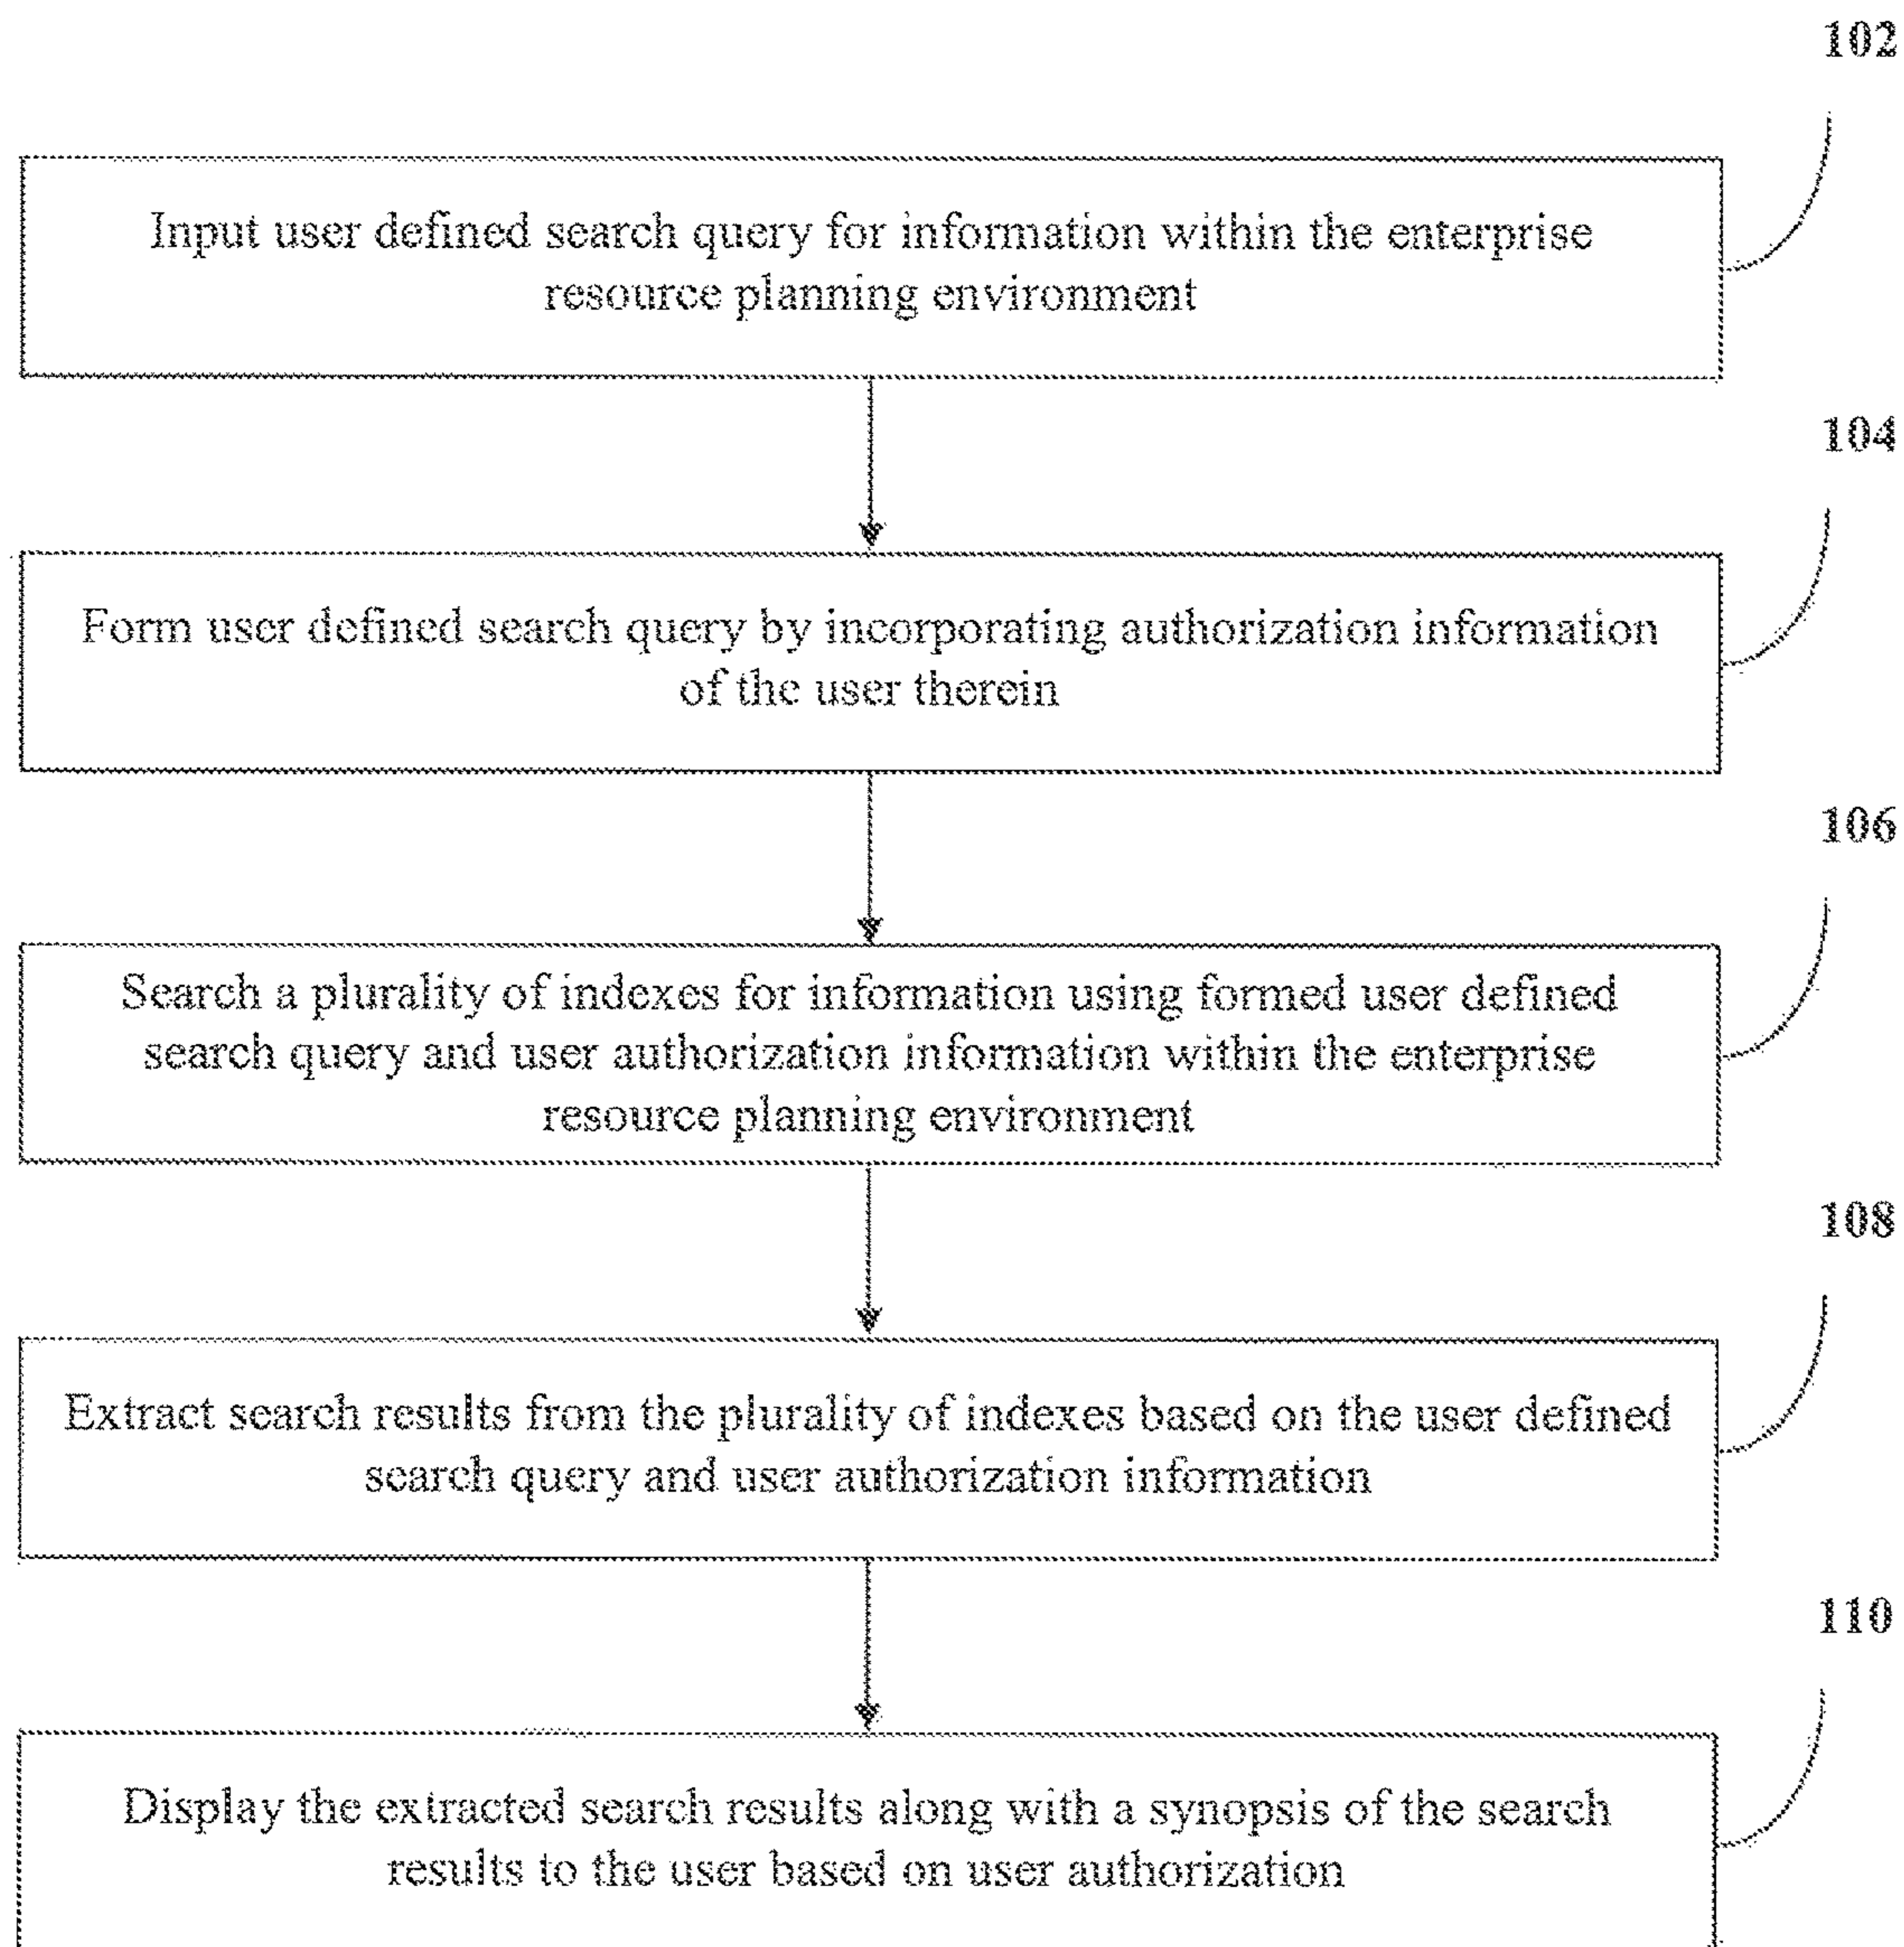 102
Input user defined search query for information within the enterprise
resource planning environment
104
Form user defined search query by incorporating authorization information
of the user therein
106
Search a plurality of indexes for information using formed user defined
search query and user authorization information within the enterprise
resource planning environment
108
Extract search results from the plurality of indexes based on the user defined
search query and user authorization information
110
Display the extracted search results along with a synopsis of the search
results to the user based on user authorization